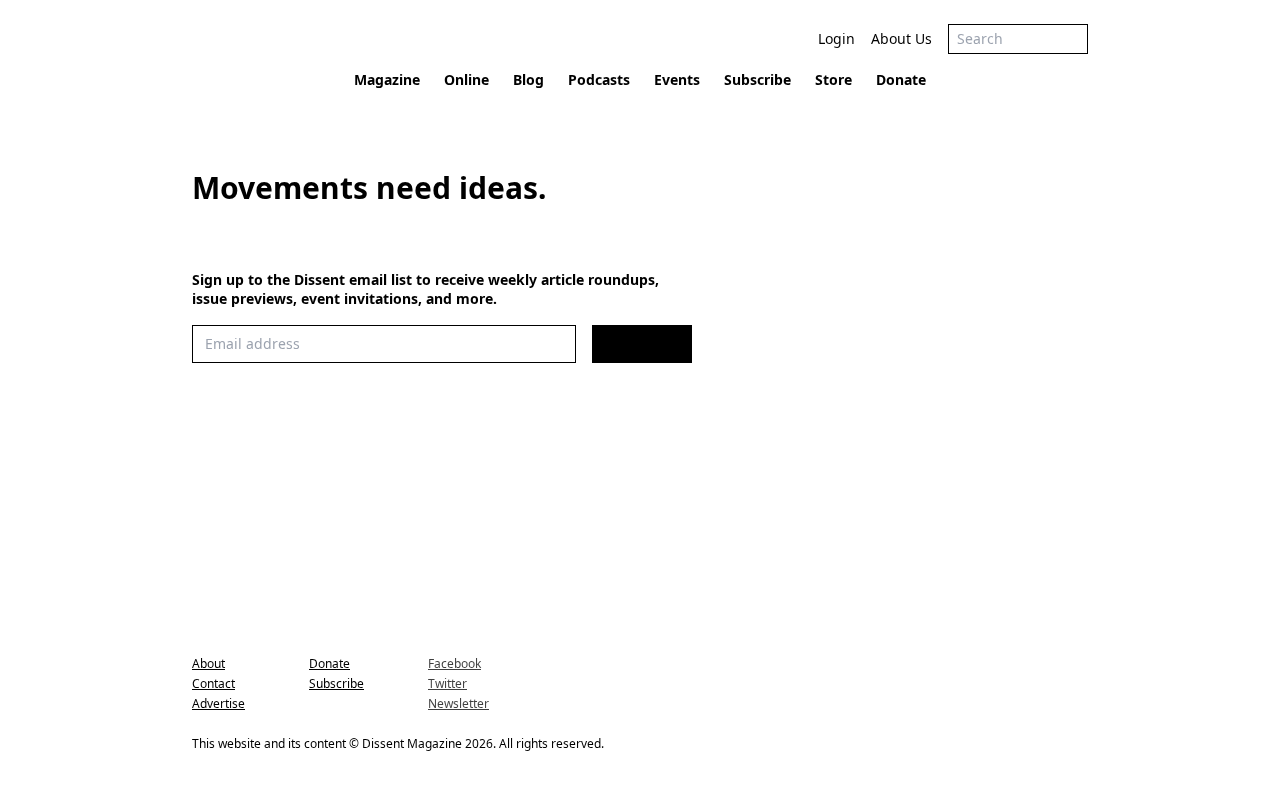 Login About Us Search
Magazine Online Blog Podcasts Events Subscribe Store Donate
Movements need ideas.
Sign up to the Dissent email list to receive weekly article roundups,
issue previews, event invitations, and more.
Email address
About Donate Facebook
Contact Subscribe Twitter
Advertise Newsletter
This website and its content © Dissent Magazine 2026. All rights reserved.